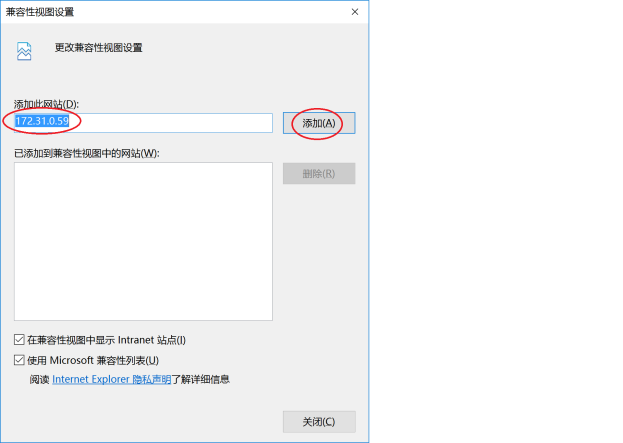 兼容性视图设置
更改兼容性视图设置
添加此网站(D):
172.31.0.59
添加(A)
已添加到兼容性视图中的网站(W):
删除(R)
在兼容性视图中显示 Intranet 站点(I)
使用 Microsoft 兼容性列表(U)
阅读 Internet Explorer 隐私声明了解详细信息
关闭(C)